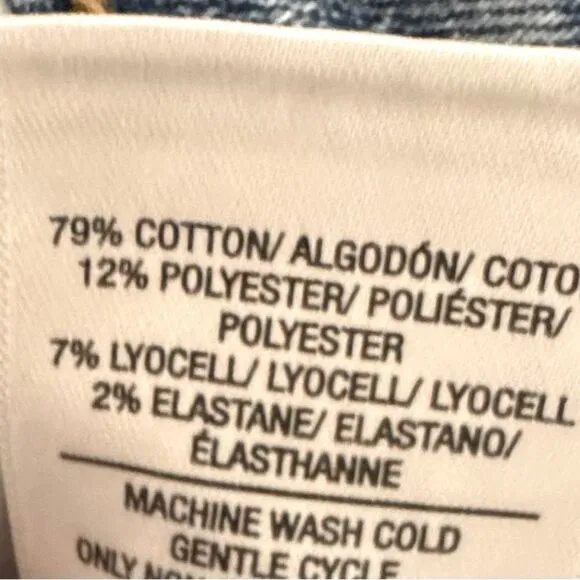 79% COTTON/ ALGODÓN/ COTO
12% POLYESTER/ POLIÉSTER/
POLYESTER
7% LYOCELL/ LYOCELL/ LYOCELL
2% ELASTANE/ ELASTANO/
ÉLASTHANNE
MACHINE WASH COLD
GENTLE CYCLE
ONLY